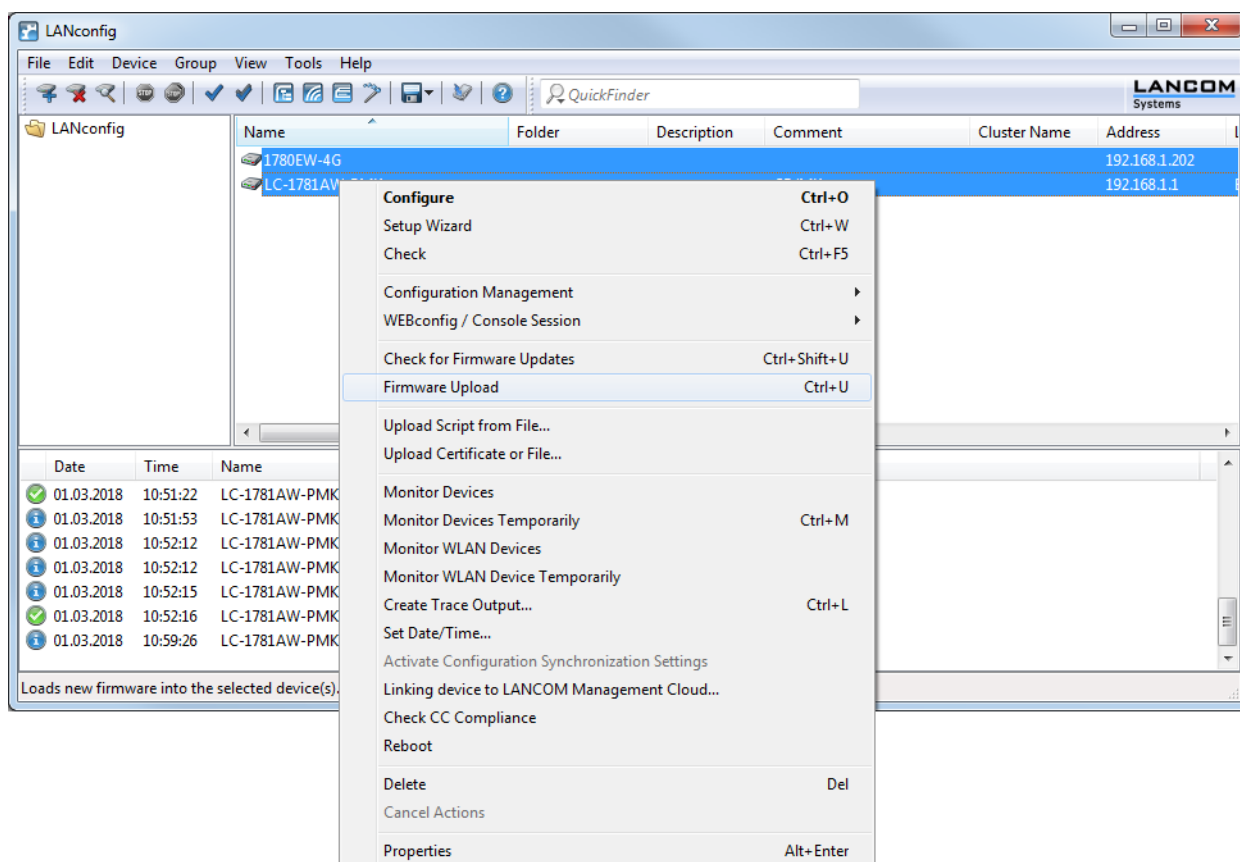 LANconfig
File Edit Device Group View Tools Help
QuickFinder
LANCOM
Systems
LANconfig
Name Folder Description Comment Cluster Name Address
1780EW-4G 192.168.1.202
LC-1781AW-PMK 192.168.1.1
Configure Ctrl+O
Setup Wizard Ctrl+W
Check Ctrl+F5
Configuration Management
WEBconfig / Console Session
Check for Firmware Updates Ctrl+Shift+U
Firmware Upload Ctrl+U
Upload Script from File...
Upload Certificate or File...
Monitor Devices
Monitor Devices Temporarily Ctrl+M
Monitor WLAN Devices
Monitor WLAN Device Temporarily
Create Trace Output... Ctrl+L
Set Date/Time...
Activate Configuration Synchronization Settings
Linking device to LANCOM Management Cloud...
Check CC Compliance
Reboot
Delete Del
Cancel Actions
Properties Alt+Enter
Date Time Name
01.03.2018 10:51:22 LC-1781AW-PMK
01.03.2018 10:51:53 LC-1781AW-PMK
01.03.2018 10:52:12 LC-1781AW-PMK
01.03.2018 10:52:12 LC-1781AW-PMK
01.03.2018 10:52:15 LC-1781AW-PMK
01.03.2018 10:52:16 LC-1781AW-PMK
01.03.2018 10:59:26 LC-1781AW-PMK
Loads new firmware into the selected device(s).